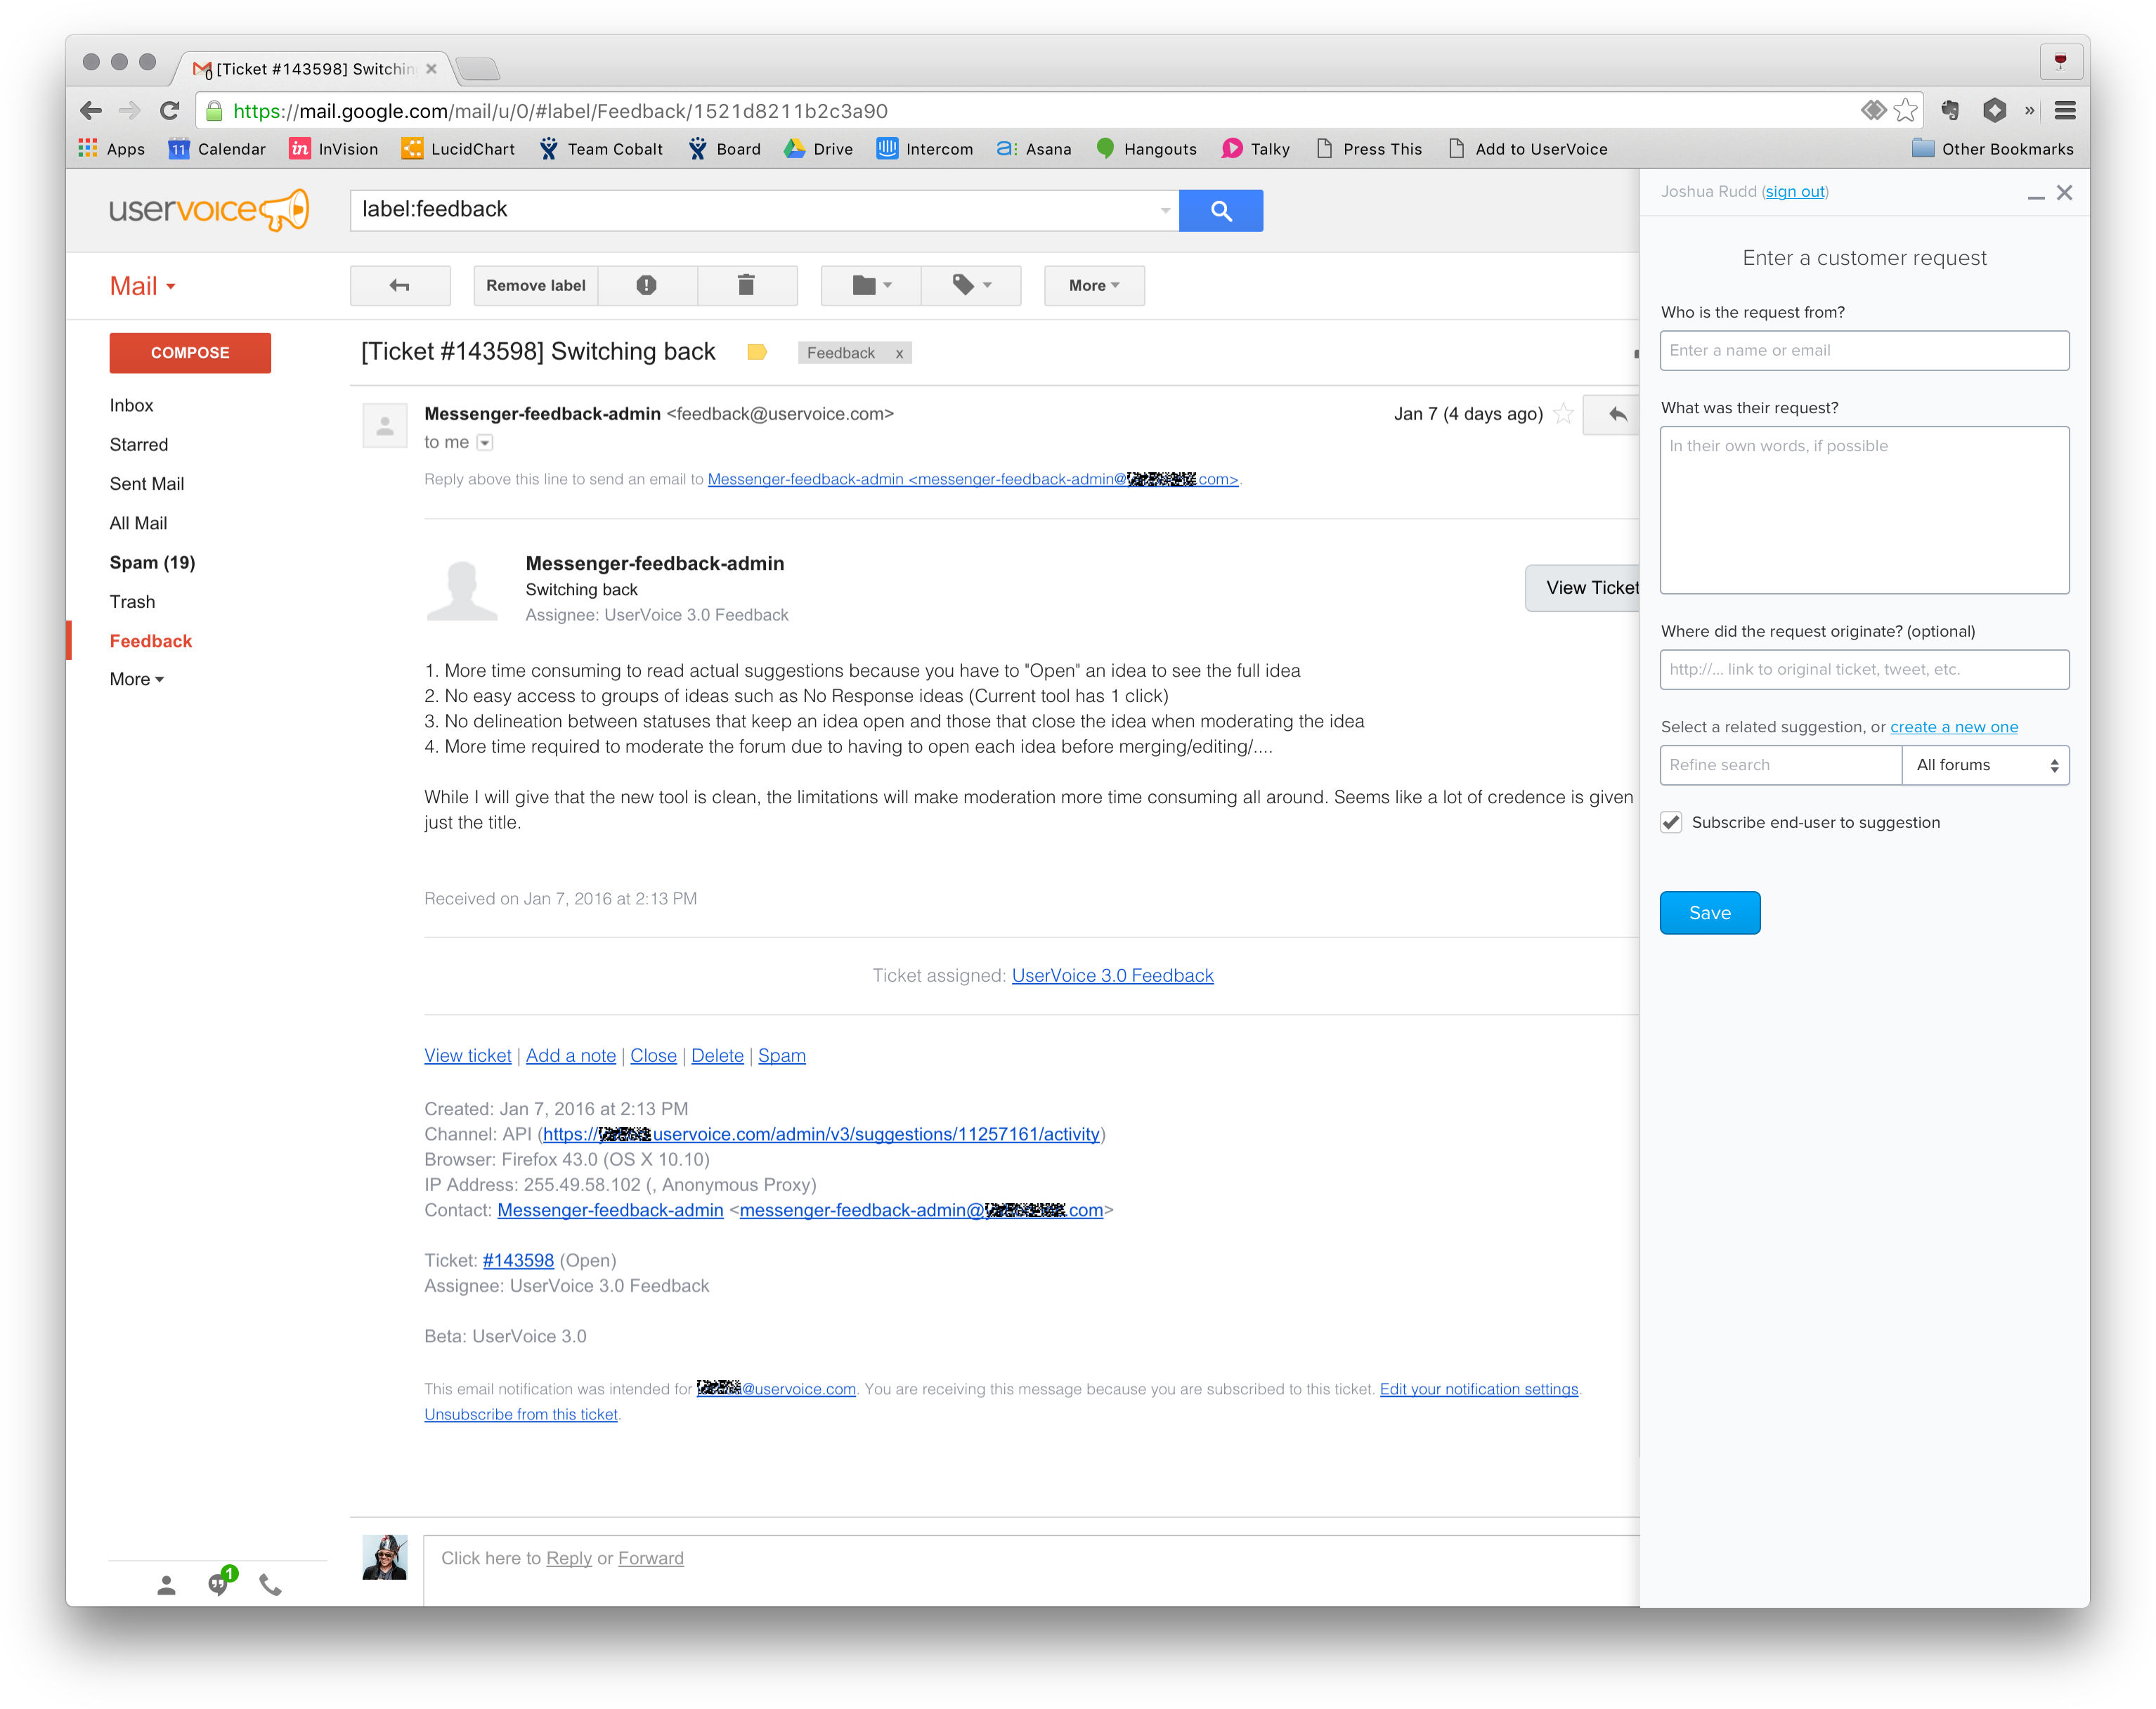 [Ticket #143598] Switchin
https://mail.google.com/mail/u/0/#label/Feedback/1521d8211b2c3a90
Apps 11 Calendar in InVision LucidChart Team Cobalt Board Drive Intercom a: Asana Hangouts Talky Press This Add to UserVoice Other Bookmarks
uservoice
label:feedback
Mail
Remove label
More
COMPOSE
Inbox
Starred
Sent Mail
All Mail
Spam (19)
Trash
Feedback
More
1
[Ticket #143598] Switching back
Feedback x
Messenger-feedback-admin <feedback@uservoice.com>
Jan 7 (4 days ago)
to me
Reply above this line to send an email to Messenger-feedback-admin <messenger-feedback-admin@ .com>.
Messenger-feedback-admin
Switching back
Assignee: UserVoice 3.0 Feedback
View Ticket
1. More time consuming to read actual suggestions because you have to "Open" an idea to see the full idea
2. No easy access to groups of ideas such as No Response ideas (Current tool has 1 click)
3. No delineation between statuses that keep an idea open and those that close the idea when moderating the idea
4. More time required to moderate the forum due to having to open each idea before merging/editing/....
While I will give that the new tool is clean, the limitations will make moderation more time consuming all around. Seems like a lot of credence is given
just the title.
Received on Jan 7, 2016 at 2:13 PM
Ticket assigned: UserVoice 3.0 Feedback
View ticket | Add a note | Close | Delete | Spam
Created: Jan 7, 2016 at 2:13 PM
Channel: API (https:// uservoice.com/admin/v3/suggestions/11257161/activity)
Browser: Firefox 43.0 (OS X 10.10)
IP Address: 255.49.58.102 (, Anonymous Proxy)
Contact: Messenger-feedback-admin <messenger-feedback-admin@ .com>
Ticket: #143598 (Open)
Assignee: UserVoice 3.0 Feedback
Beta: UserVoice 3.0
This email notification was intended for @uservoice.com. You are receiving this message because you are subscribed to this ticket. Edit your notification settings.
Unsubscribe from this ticket.
Click here to Reply or Forward
Joshua Rudd (sign out)
Enter a customer request
Who is the request from?
Enter a name or email
What was their request?
In their own words, if possible
Where did the request originate? (optional)
http://... link to original ticket, tweet, etc.
Select a related suggestion, or create a new one
Refine search
All forums
Subscribe end-user to suggestion
Save